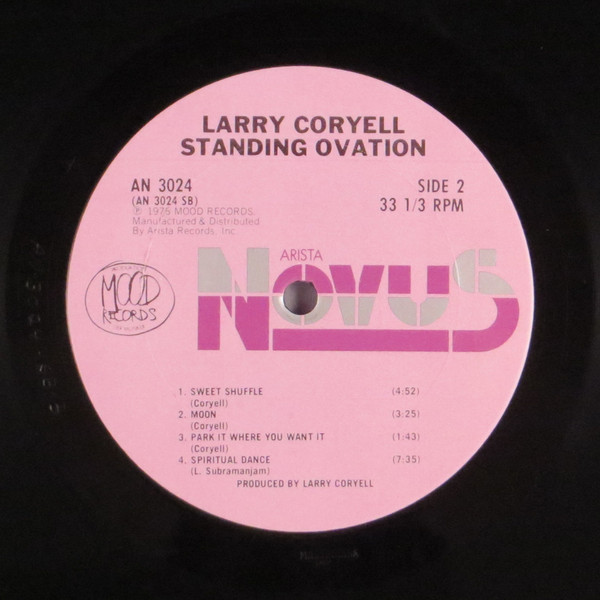 LARRY CORYELL
STANDING OVATION
AN 3024
(AN 3024 SB)
℗ 1976 MOOD RECORDS.
Manufactured & Distributed
By Arista Records, Inc.
SIDE 2
33 1/3 RPM
ARISTA
NOVUS
MOOD
RECORDS
1. SWEET SHUFFLE (4:52)
(Coryell)
2. MOON (3:25)
(Coryell)
3. PARK IT WHERE YOU WANT IT (1:43)
(Coryell)
4. SPIRITUAL DANCE (7:35)
(L. Subramanjam)
PRODUCED BY LARRY CORYELL